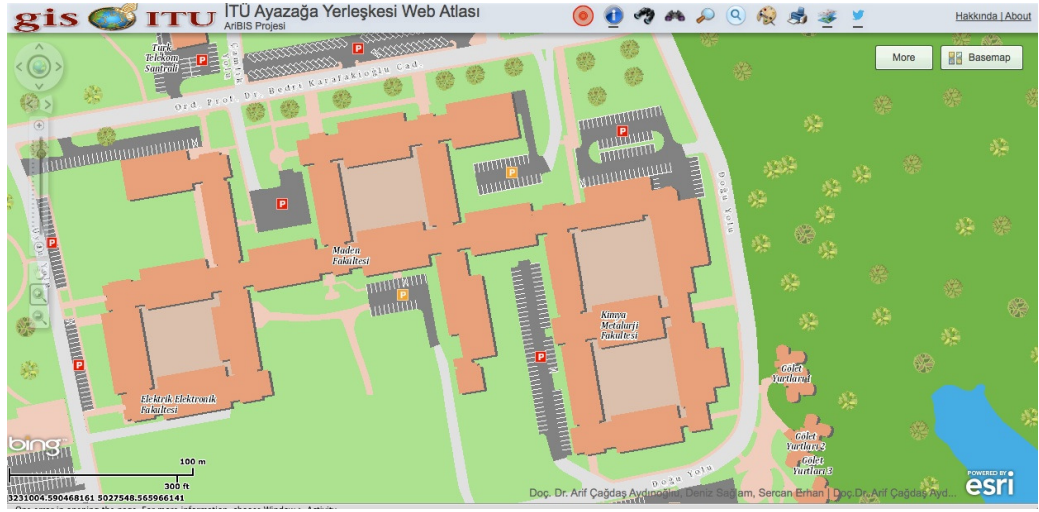 gis ITU
İTÜ Ayazağa Yerleşkesi Web Atlası
ArıBIS Projesi
Hakkında | About
More
Basemap
Türk
Telekom
Santrali
P
P
Ord. Prof. Dr. Bedri Karafakıoğlu Cad.
P
P
P
P
Doğu Yolu
Maden
Fakültesi
P
P
P
P
Kimya
Metalurji
Fakültesi
Elektrik Elektronik
Fakültesi
Gölet
Yurtları 1
Gölet
Yurtları 2
Gölet
Yurtları 3
Doğu Yolu
bing
100 m
300 ft
3231004.590468161 5027548.565966141
Doç. Dr. Arif Çağdaş Aydınoğlu, Deniz Sağlam, Sercan Erhan | Doç.Dr. Arif Çağdaş Ayd...
POWERED BY
esri